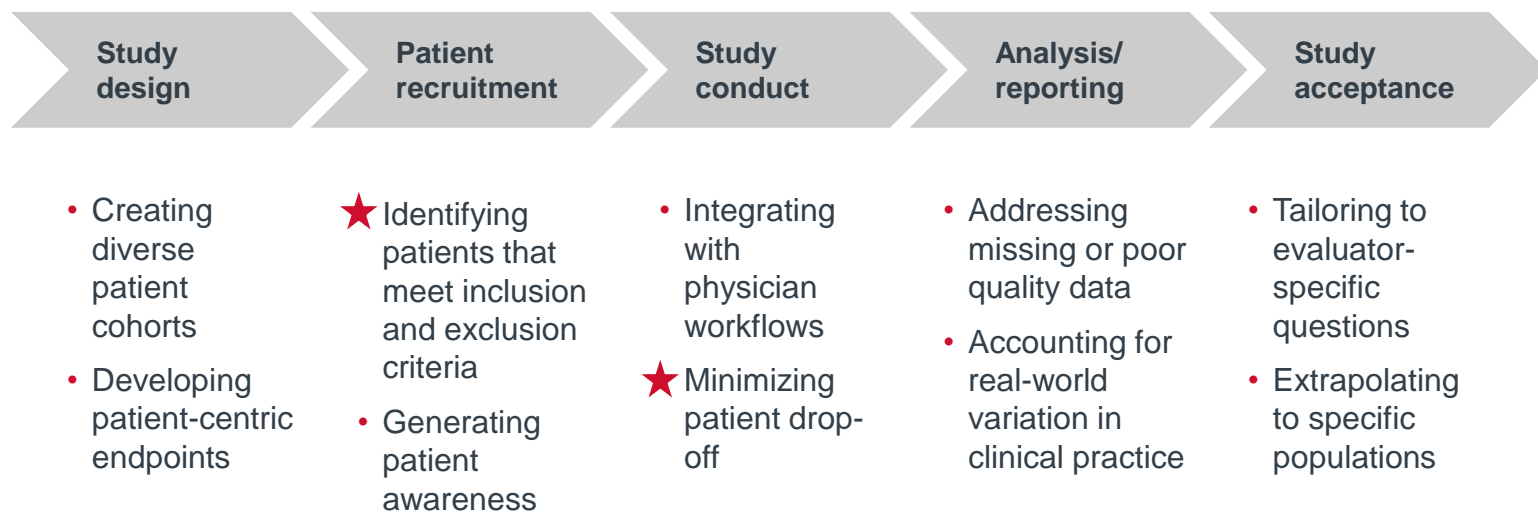 Study
design
Patient
recruitment
Study
conduct
Analysis/
reporting
Study
acceptance
• Creating
diverse
patient
cohorts
• Developing
patient-centric
endpoints
★ Identifying
patients that
meet inclusion
and exclusion
criteria
• Generating
patient
awareness
• Integrating
with
physician
workflows
★ Minimizing
patient drop-
off
• Addressing
missing or poor
quality data
• Accounting for
real-world
variation in
clinical practice
• Tailoring to
evaluator-
specific
questions
• Extrapolating
to specific
populations